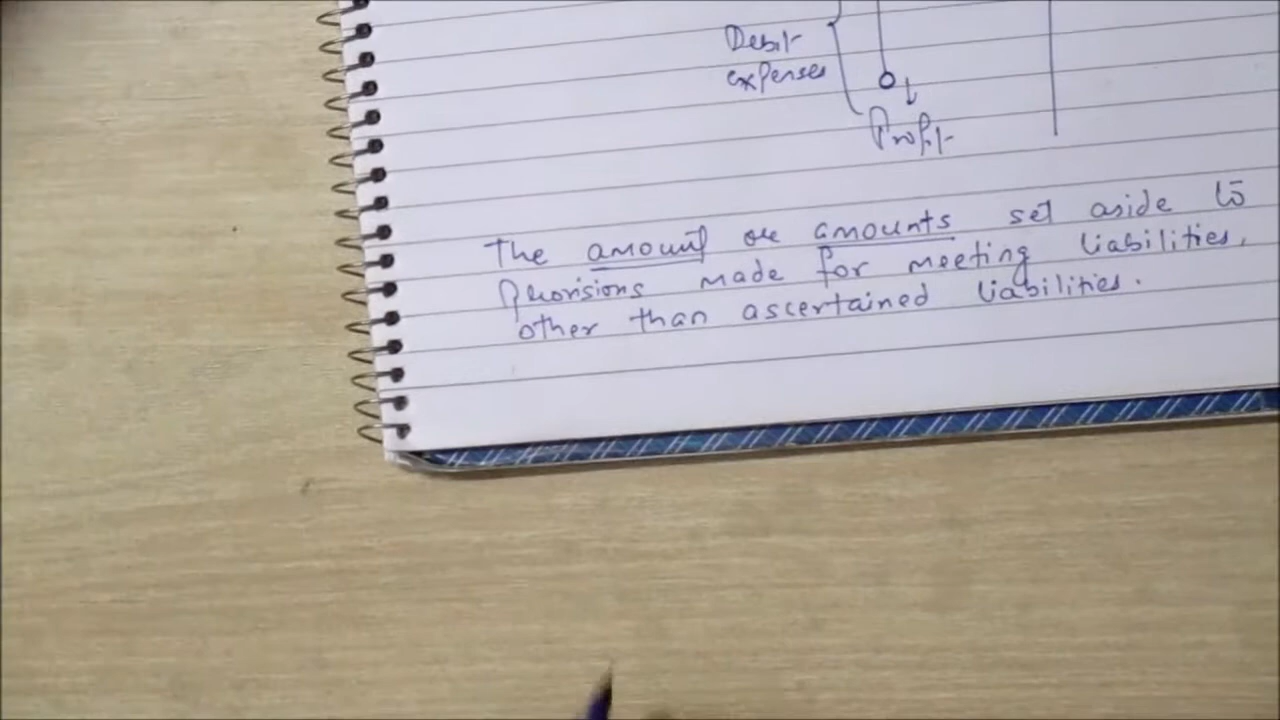 Debit
expenses
Profit
The amount or amounts set aside to
provisions made for meeting liabilities,
other than ascertained liabilities.